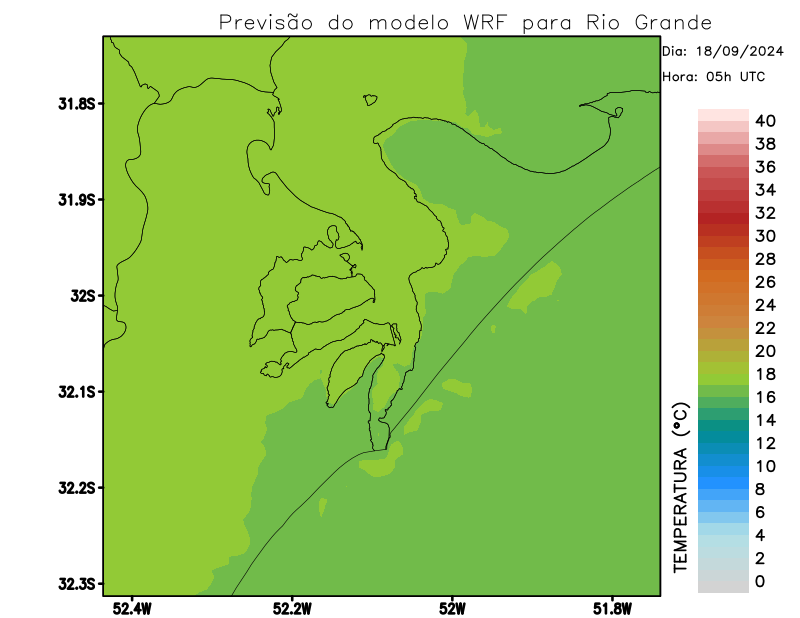 Previsão do modelo WRF para Rio Grande
Dia: 18/09/2024
Hora: 05h UTC
31.8S
31.9S
32S
32.1S
32.2S
32.3S
52.4W
52.2W
52W
51.8W
TEMPERATURA (°C)
40
38
36
34
32
30
28
26
24
22
20
18
16
14
12
10
8
6
4
2
0